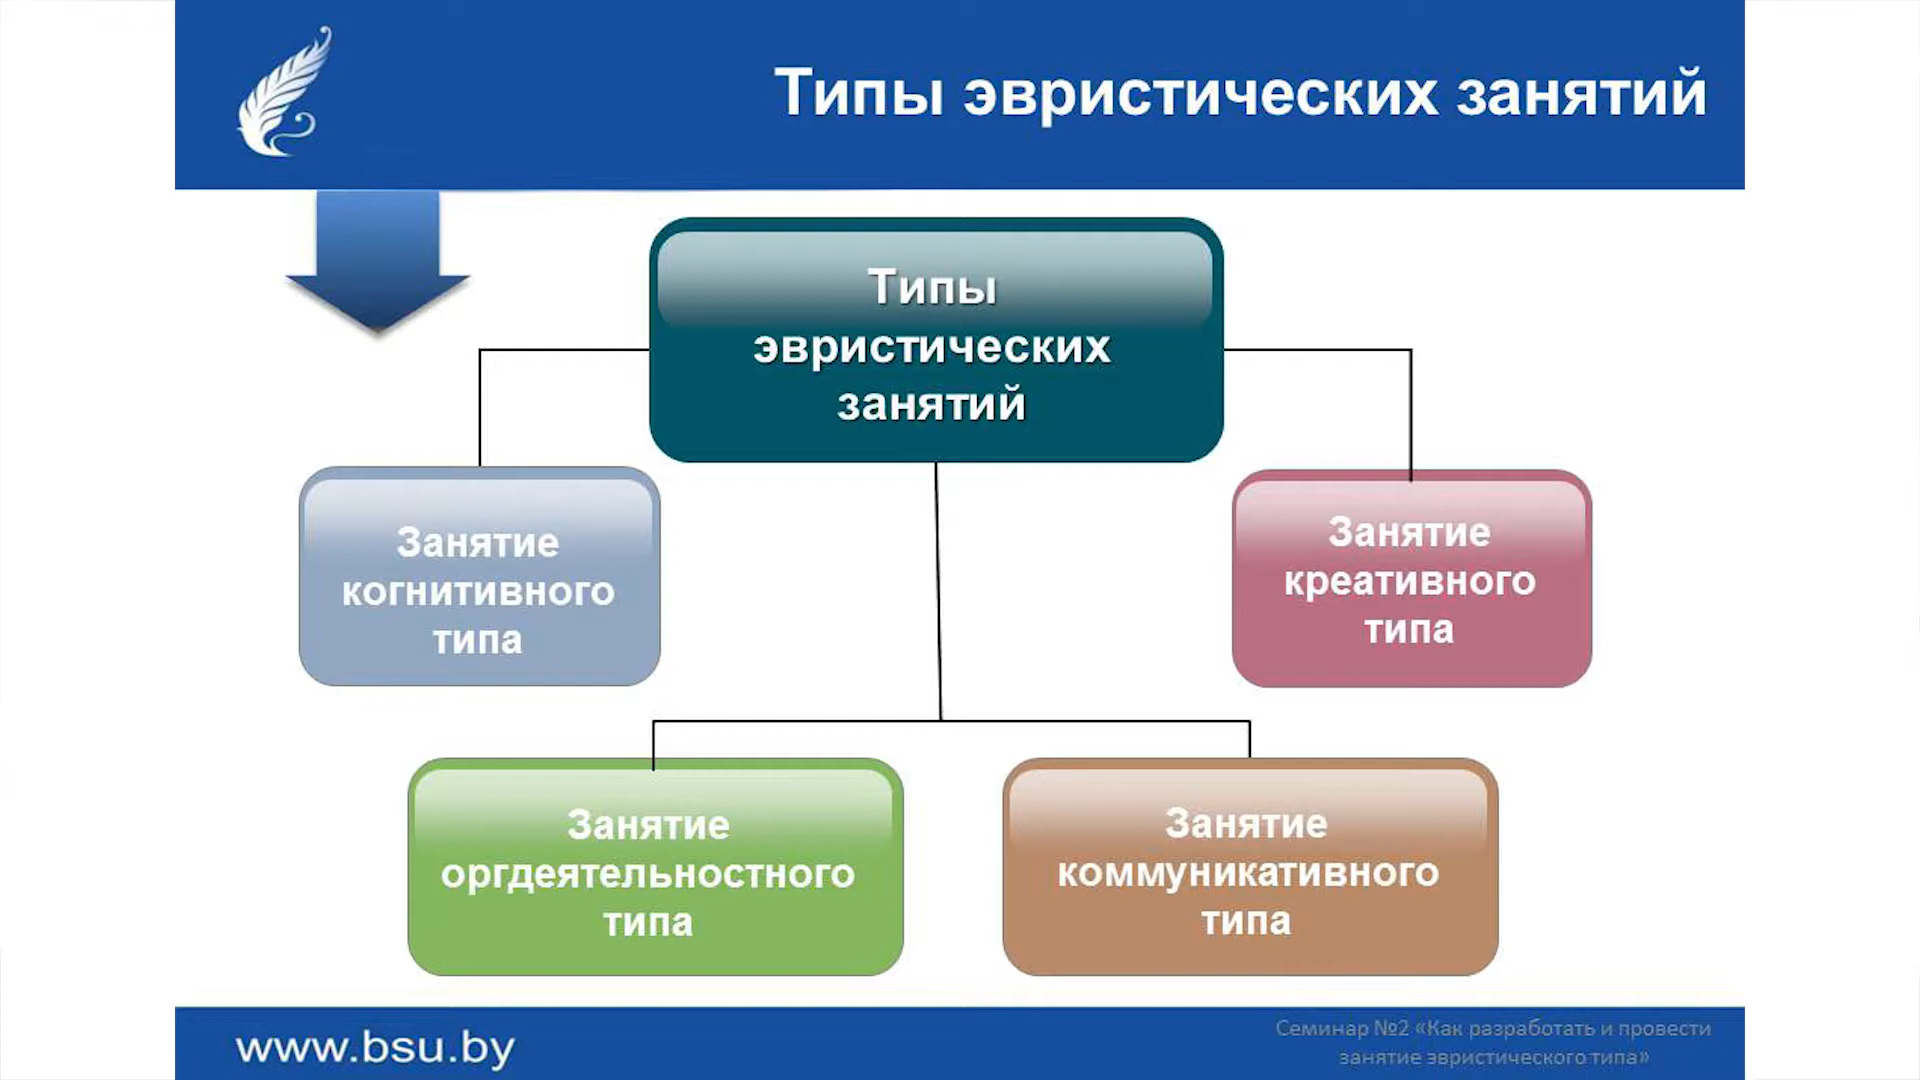 Типы эвристических занятий
Типы
эвристических
занятий
Занятие
когнитивного
типа
Занятие
креативного
типа
Занятие
оргдеятельностного
типа
Занятие
коммуникативного
типа
www.bsu.by
Семинар №2 «Как разработать и провести
занятие эвристического типа»